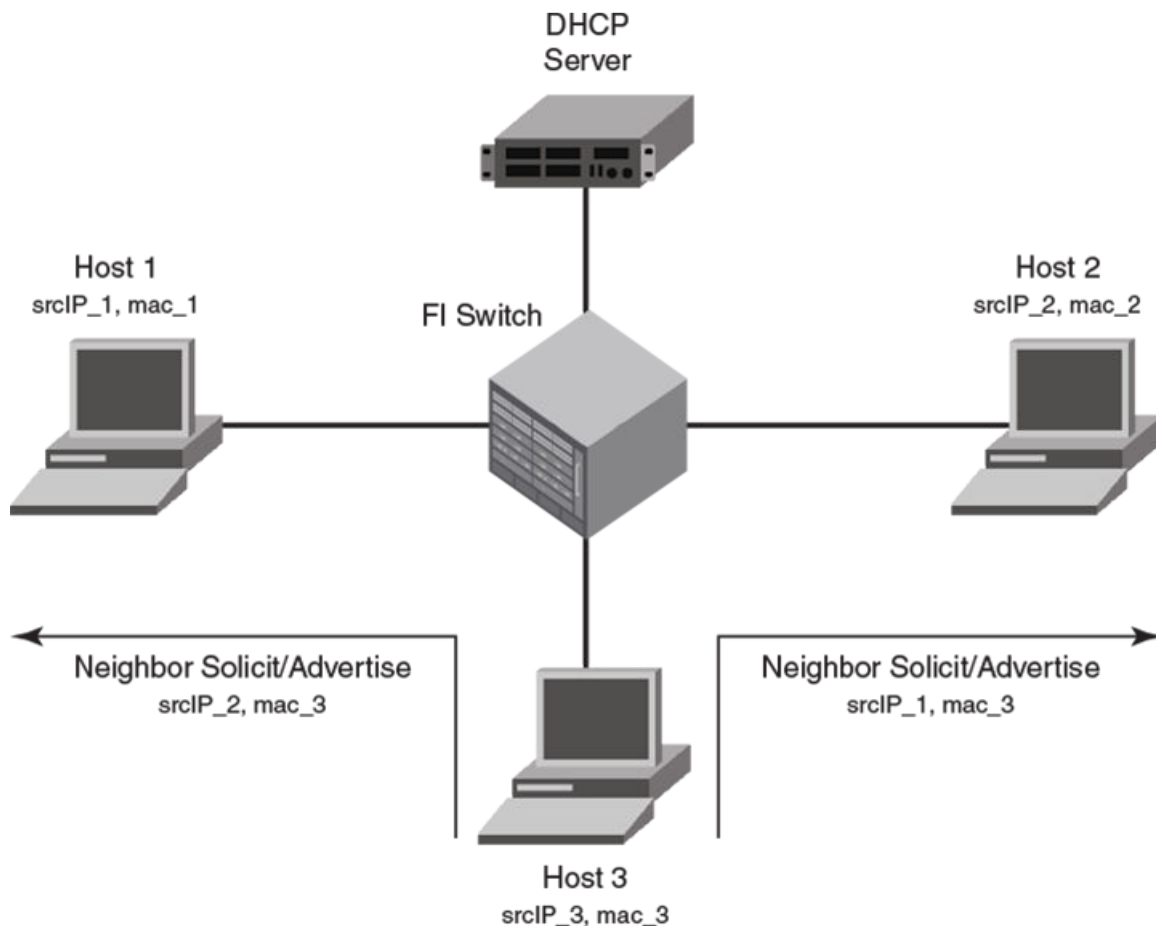 DHCP
Server
Host 1
srcIP_1, mac_1
Host 2
srcIP_2, mac_2
FI Switch
Neighbor Solicit/Advertise
srcIP_2, mac_3
Neighbor Solicit/Advertise
srcIP_1, mac_3
Host 3
srcIP_3, mac_3